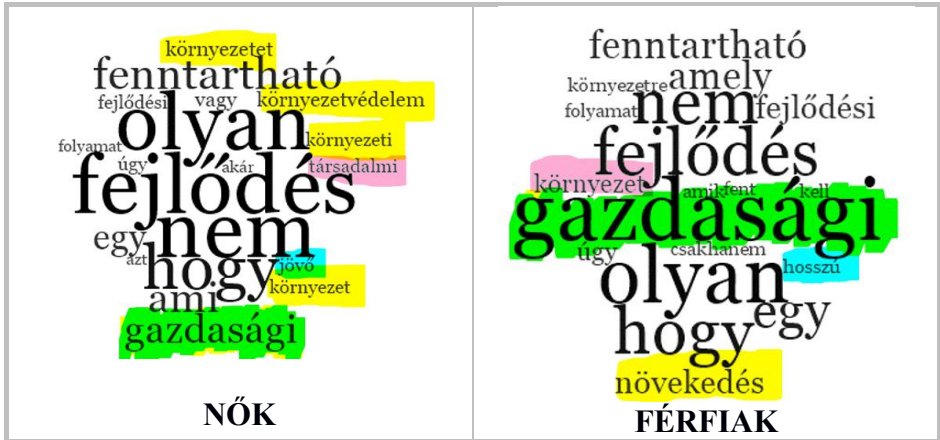 környezetet
fenntartható
fejlődési vagy környezetvédelem
olyan
környezeti
folyamat
úgy akár társadalmi
fejlődés
egy nem
azt hogy jövő
környezet
ami
gazdasági
NŐK
fenntartható
környezetre amely
folyamat nem fejlődési
fejlődés
környezet
amik fent kell
gazdasági
úgy csakhanem
olyan hosszú
hogy egy
növekedés
FÉRFIAK